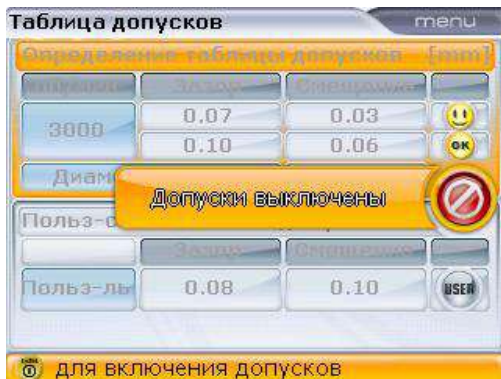 Таблица допусков menu
Определение таблицы допусков [mm]
Зазор Смещение
3000 0.07 0.03
0.10 0.06 OK
Диам
Допуски выключены
Польз-
Зазор Смещение
Польз-ль 0.08 0.10 USER
для включения допусков